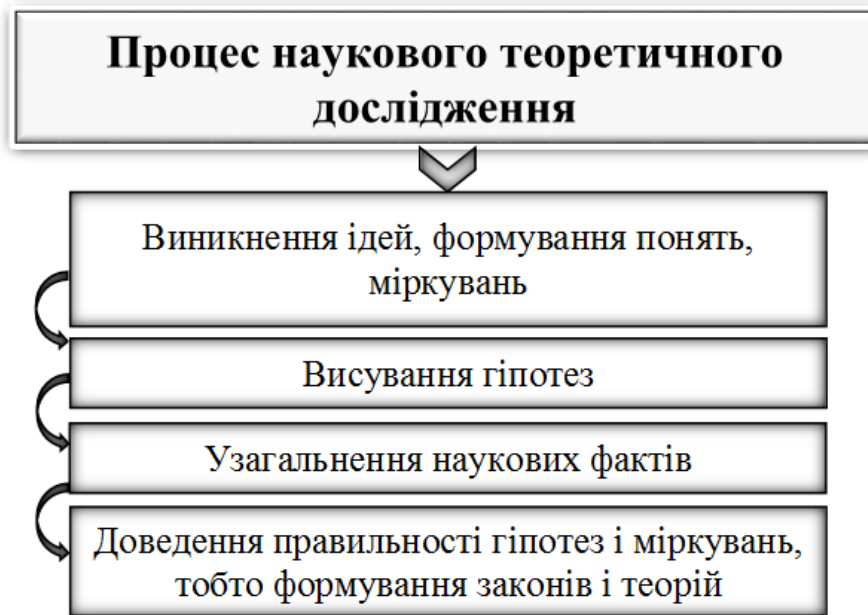 Процес наукового теоретичного
дослідження
Виникнення ідей, формування понять,
міркувань
Висування гіпотез
Узагальнення наукових фактів
Доведення правильності гіпотез і міркувань,
тобто формування законів і теорій